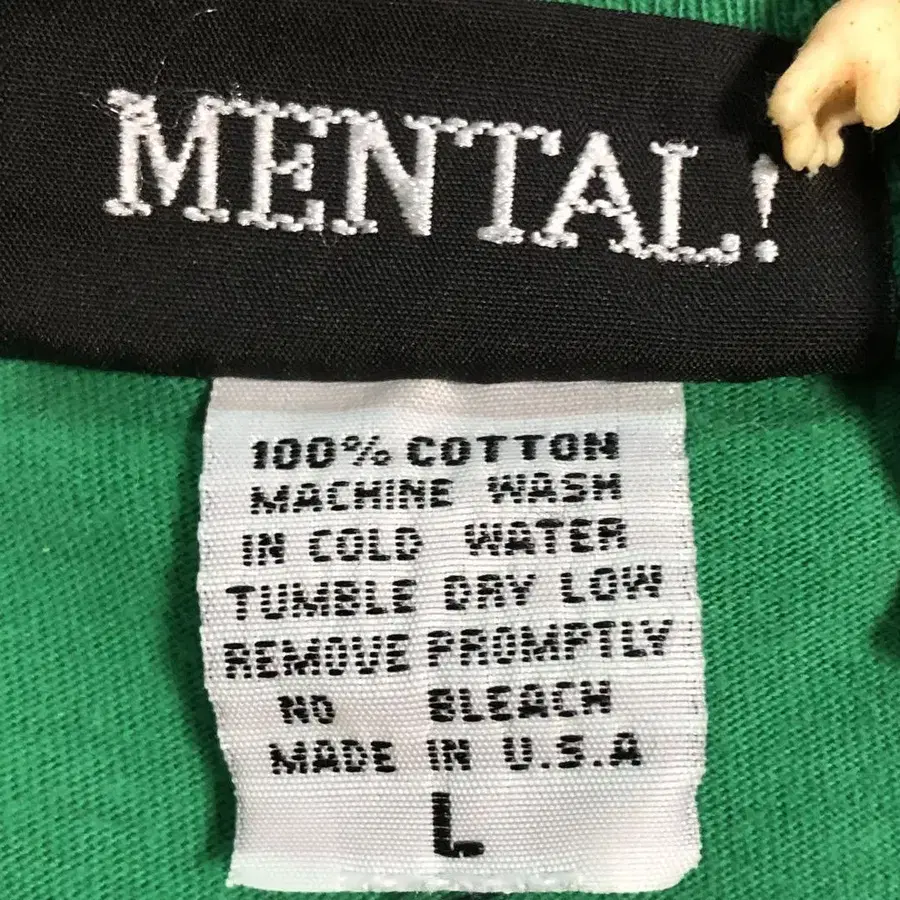 MENTAL!
100% COTTON
MACHINE WASH
IN COLD WATER
TUMBLE DRY LOW
REMOVE PROMPTLY
NO BLEACH
MADE IN U.S.A
L